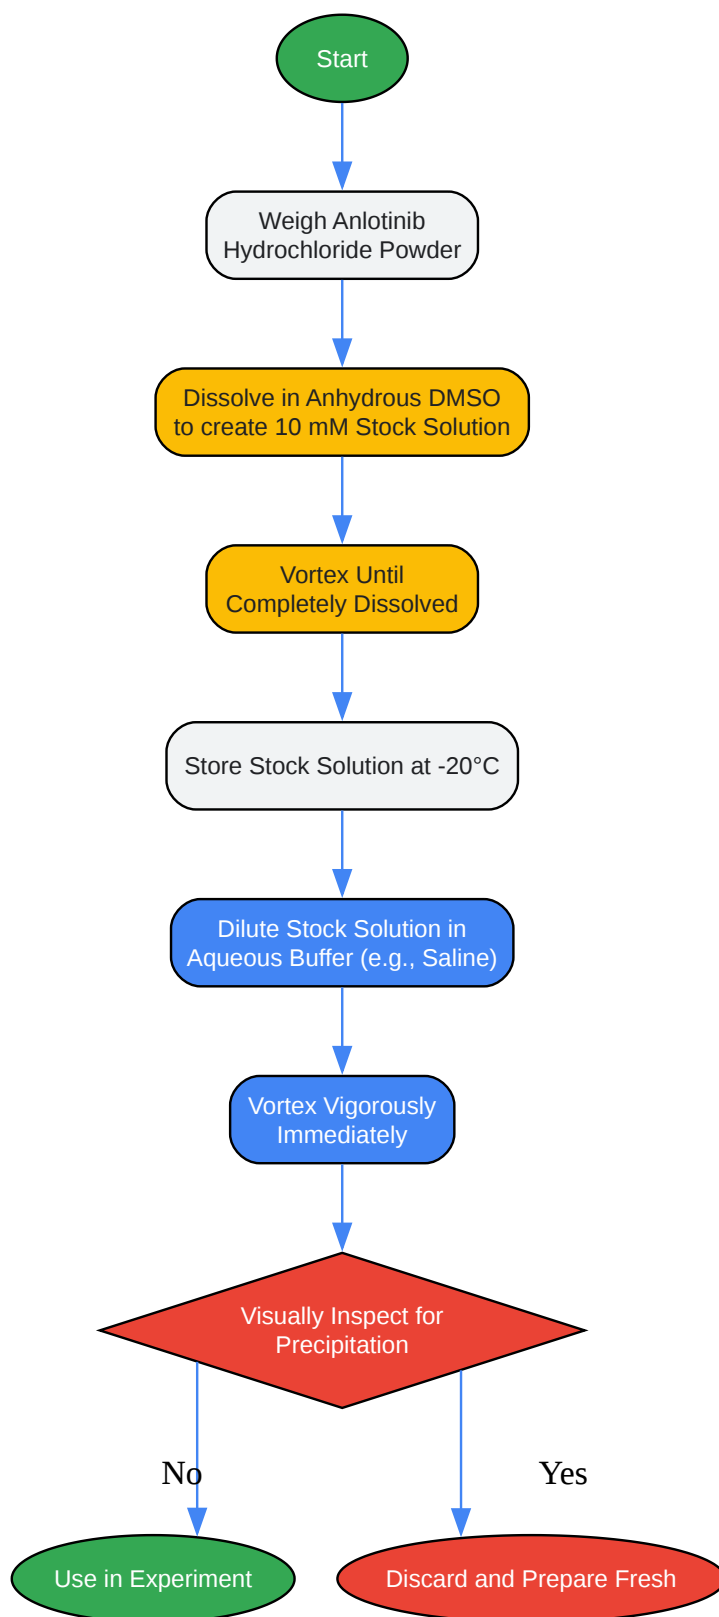 Start
Weigh Anlotinib
Hydrochloride Powder
Dissolve in Anhydrous DMSO
to create 10 mM Stock Solution
Vortex Until
Completely Dissolved
Store Stock Solution at -20°C
Dilute Stock Solution in
Aqueous Buffer (e.g., Saline)
Vortex Vigorously
Immediately
Visually Inspect for
Precipitation
No
Yes
Use in Experiment
Discard and Prepare Fresh